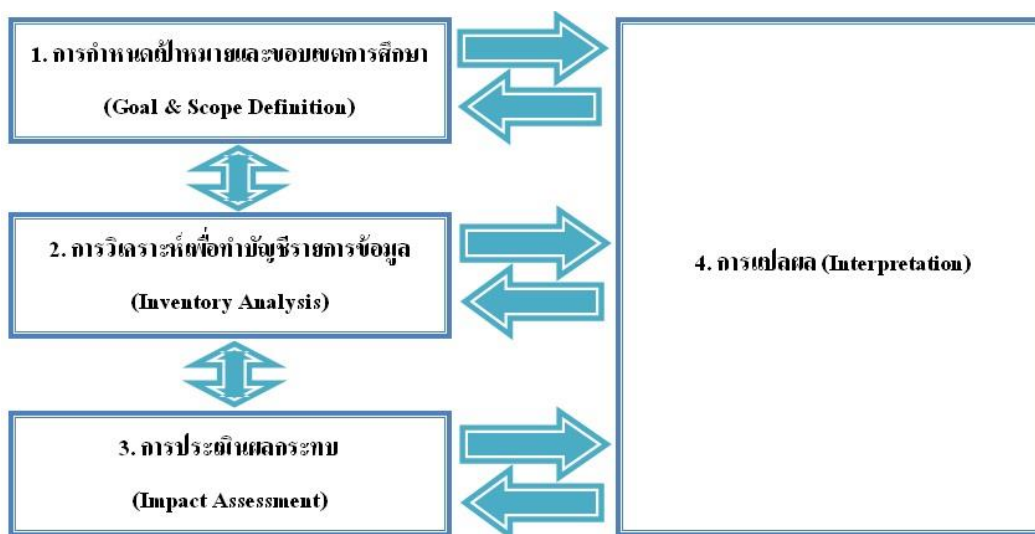 1. การกำหนดเป้าหมายและขอบเขตการศึกษา
(Goal & Scope Definition)
2. การวิเคราะห์เพื่อทำบัญชีรายการข้อมูล
(Inventory Analysis)
3. การประเมินผลกระทบ
(Impact Assessment)
4. การแปลผล (Interpretation)